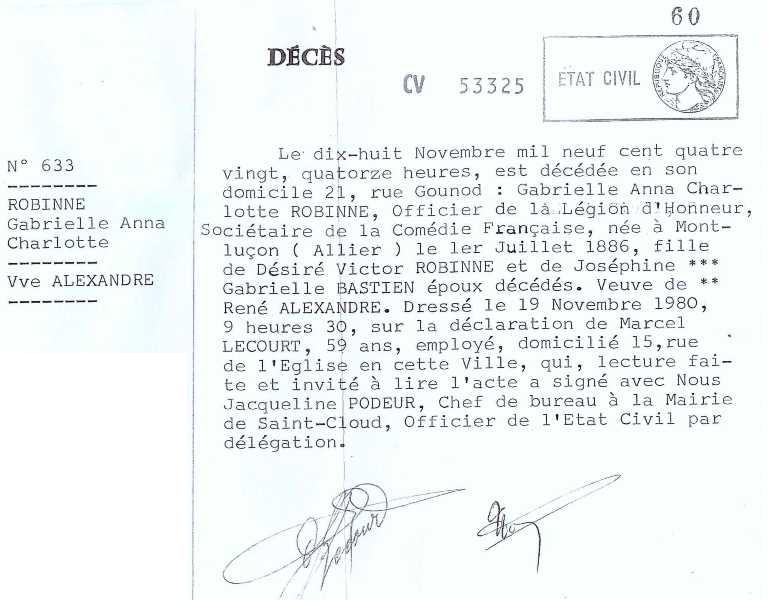 60
DÉCÈS
CV 53325
ETAT CIVIL
N° 633
ROBINNE
Gabrielle Anna
Charlotte
Vve ALEXANDRE
Le dix-huit Novembre mil neuf cent quatre
vingt, quatorze heures, est décédée en son
domicile 21, rue Gounod : Gabrielle Anna Char-
lotte ROBINNE, Officier de la Légion d'Honneur,
Sociétaire de la Comédie Française, née à Mont-
luçon ( Allier ) le 1er Juillet 1886, fille
de Désiré Victor ROBINNE et de Joséphine ***
Gabrielle BASTIEN époux décédés. Veuve de **
René ALEXANDRE. Dressé le 19 Novembre 1980,
9 heures 30, sur la déclaration de Marcel
LECOURT, 59 ans, employé, domicilié 15,rue
de l'Eglise en cette Ville, qui, lecture fai-
te et invité à lire l'acte a signé avec Nous
Jacqueline PODEUR, Chef de bureau à la Mairie
de Saint-Cloud, Officier de l'Etat Civil par
délégation.